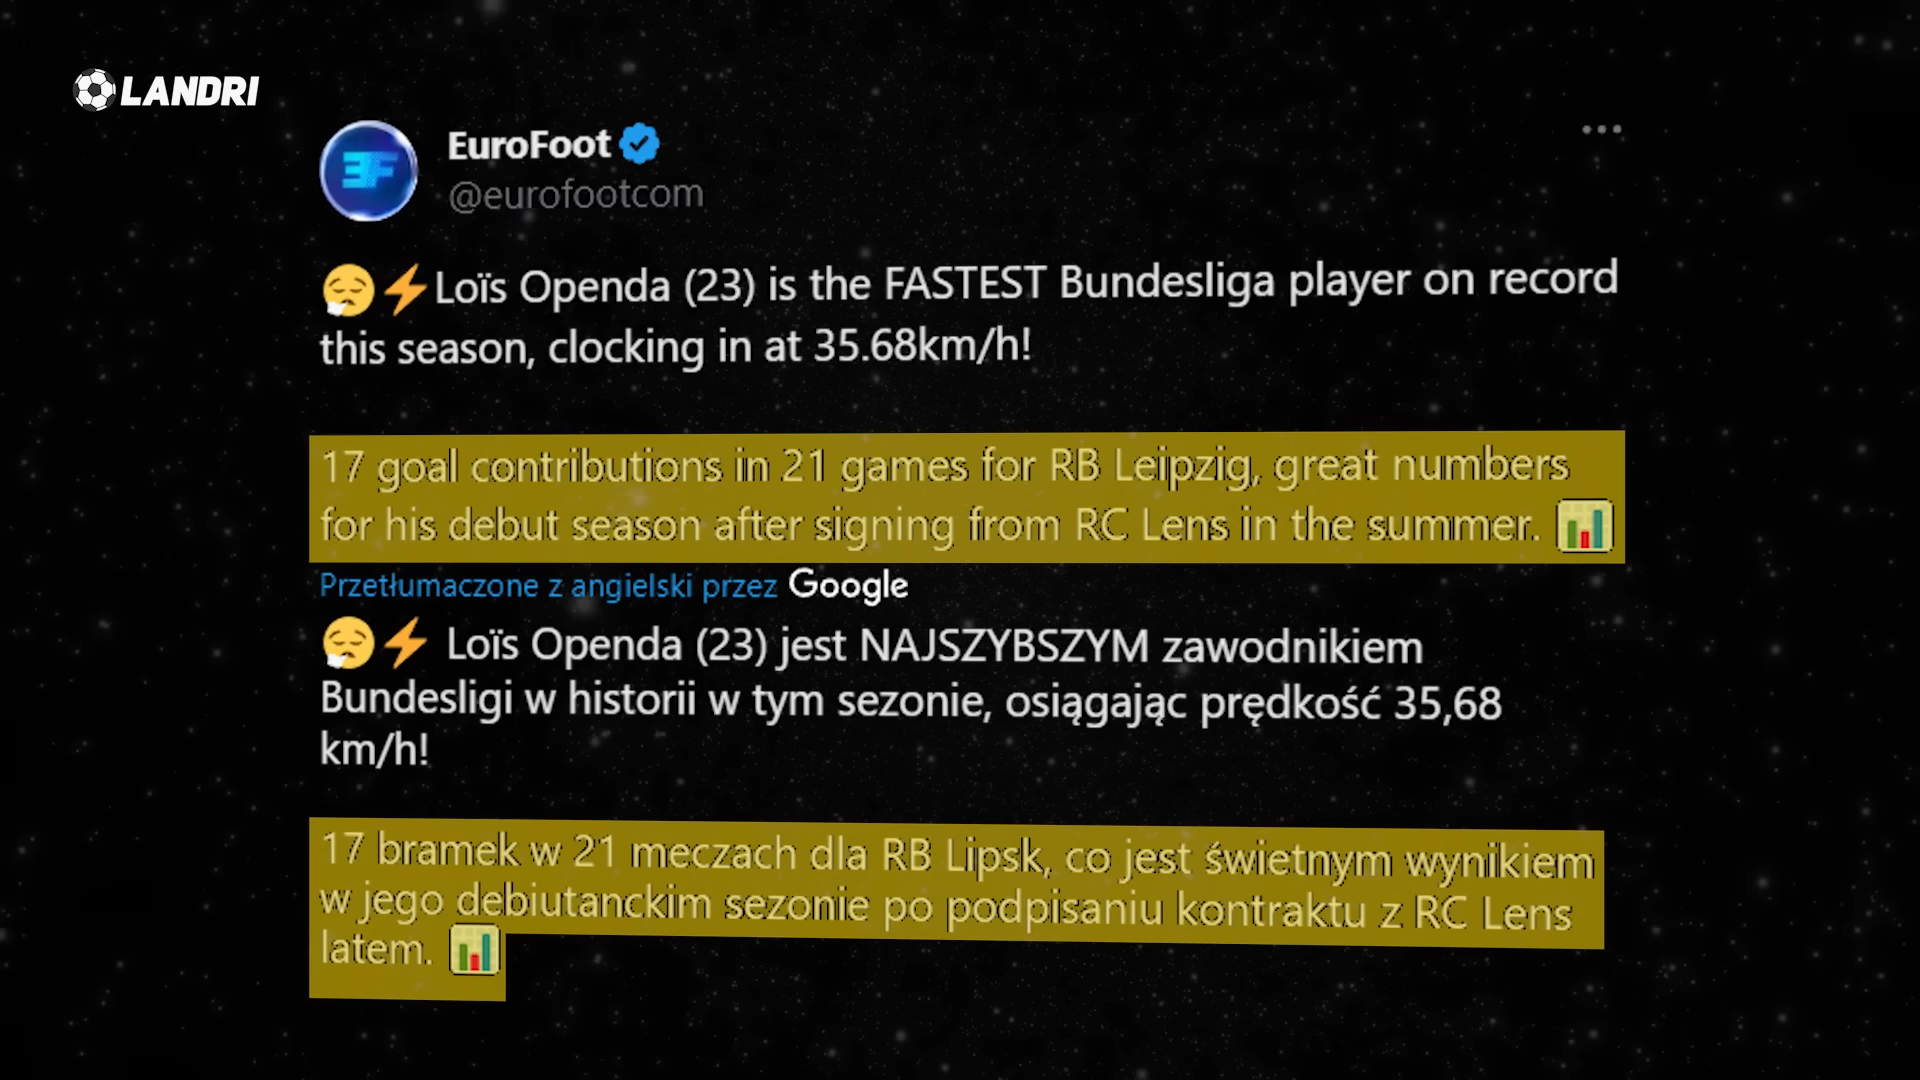 LANDRI
EuroFoot
@eurofootcom
😮‍💨⚡Loïs Openda (23) is the FASTEST Bundesliga player on record
this season, clocking in at 35.68km/h!
17 goal contributions in 21 games for RB Leipzig, great numbers
for his debut season after signing from RC Lens in the summer. 📊
Przetłumaczone z angielski przez Google
😮‍💨⚡ Loïs Openda (23) jest NAJSZYBSZYM zawodnikiem
Bundesligi w historii w tym sezonie, osiągając prędkość 35,68
km/h!
17 bramek w 21 meczach dla RB Lipsk, co jest świetnym wynikiem
w jego debiutanckim sezonie po podpisaniu kontraktu z RC Lens
latem. 📊